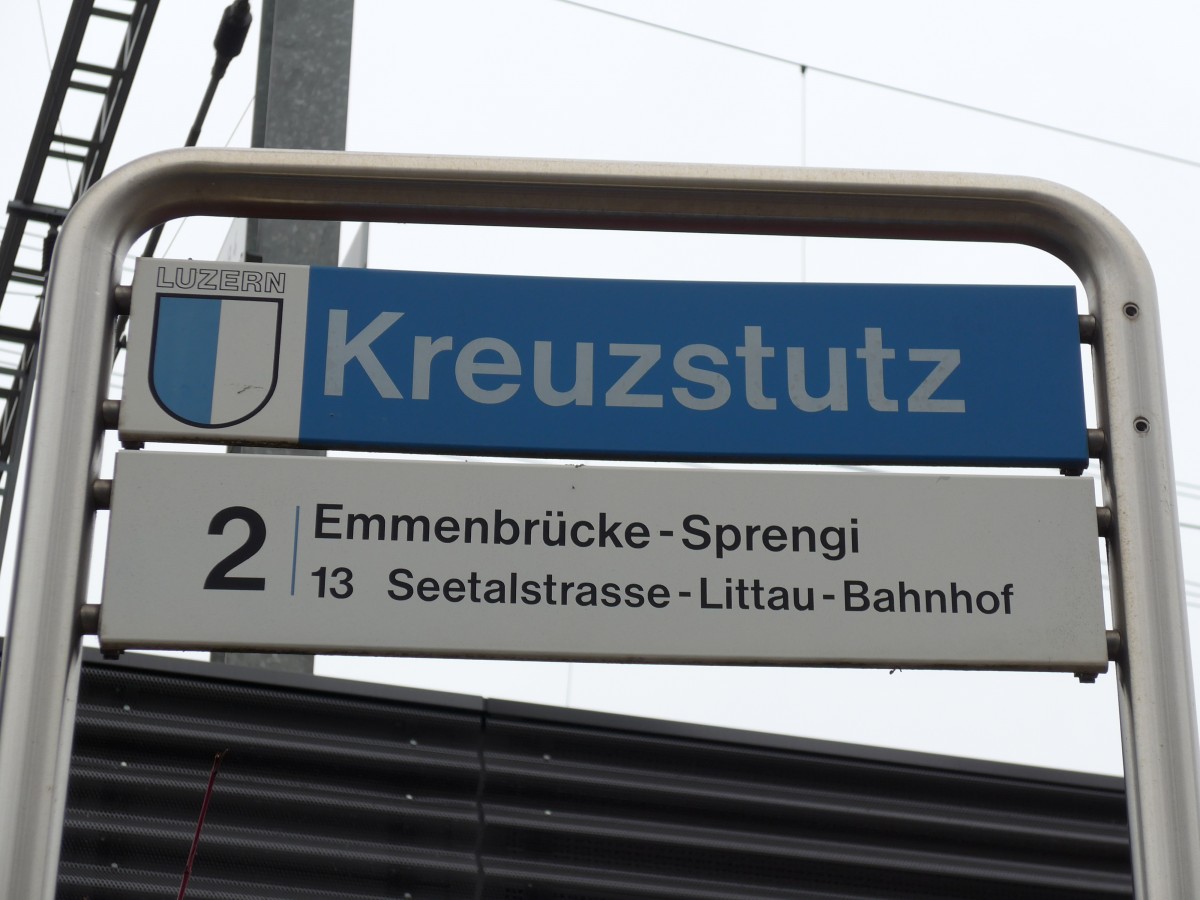 LUZERN
Kreuzstutz
2 Emmenbrücke-Sprengi
13 Seetalstrasse-Littau-Bahnhof